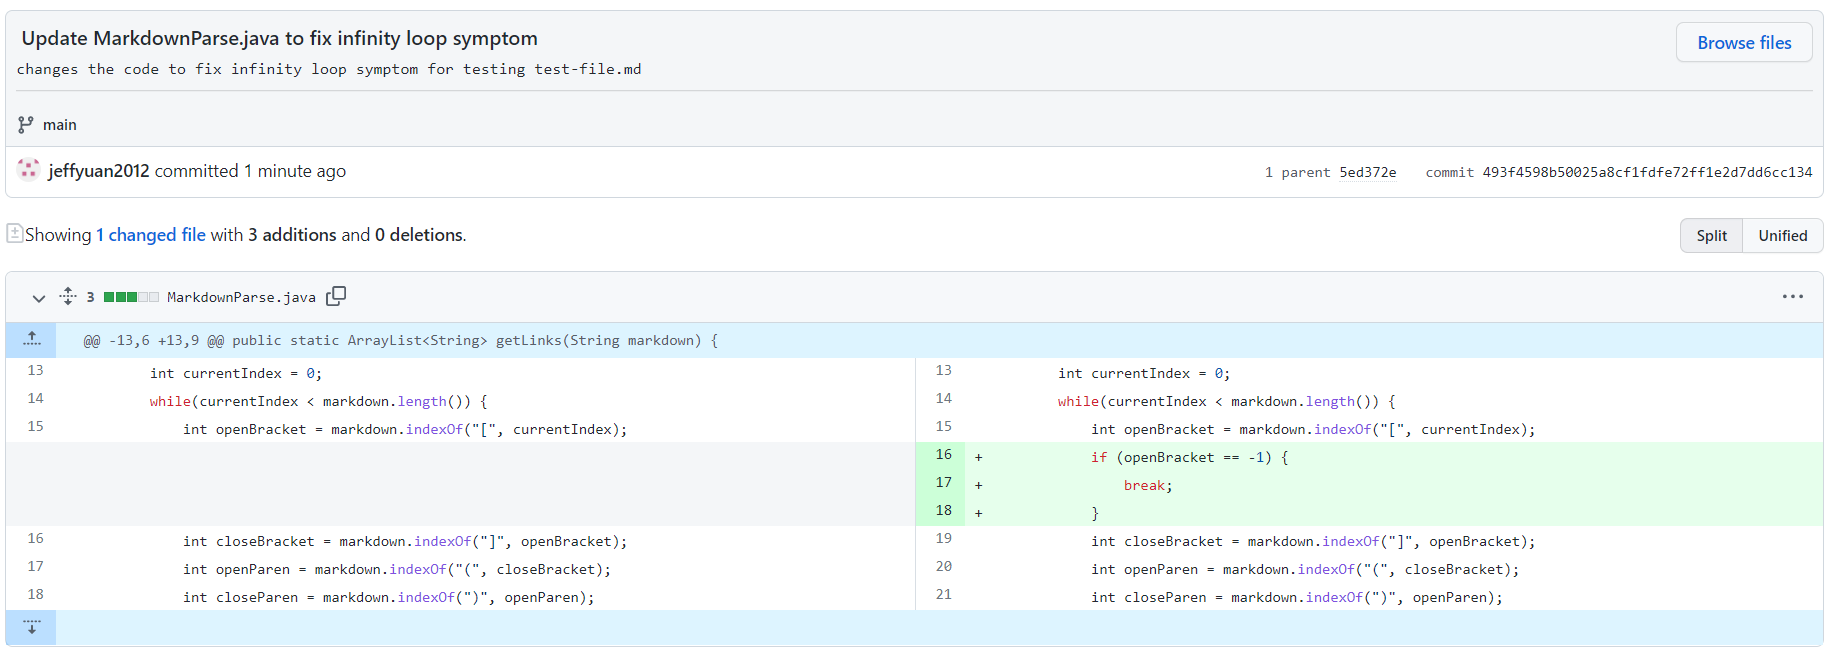 Update MarkdownParse.java to fix infinity loop symptom
Browse files
changes the code to fix infinity loop symptom for testing test-file.md
main
jeffyuan2012 committed 1 minute ago
1 parent 5ed372e commit 493f4598b50025a8cf1fdfe72ff1e2d7dd6cc134
Showing 1 changed file with 3 additions and 0 deletions.
Split Unified
3 MarkdownParse.java
@@ -13,6 +13,9 @@ public static ArrayList<String> getLinks(String markdown) {
13 int currentIndex = 0;
14 while(currentIndex < markdown.length()) {
15 int openBracket = markdown.indexOf("[", currentIndex);
16 int closeBracket = markdown.indexOf("]", openBracket);
17 int openParen = markdown.indexOf("(", closeBracket);
18 int closeParen = markdown.indexOf(")", openParen);
13 int currentIndex = 0;
14 while(currentIndex < markdown.length()) {
15 int openBracket = markdown.indexOf("[", currentIndex);
16 + if (openBracket == -1) {
17 + break;
18 + }
19 int closeBracket = markdown.indexOf("]", openBracket);
20 int openParen = markdown.indexOf("(", closeBracket);
21 int closeParen = markdown.indexOf(")", openParen);